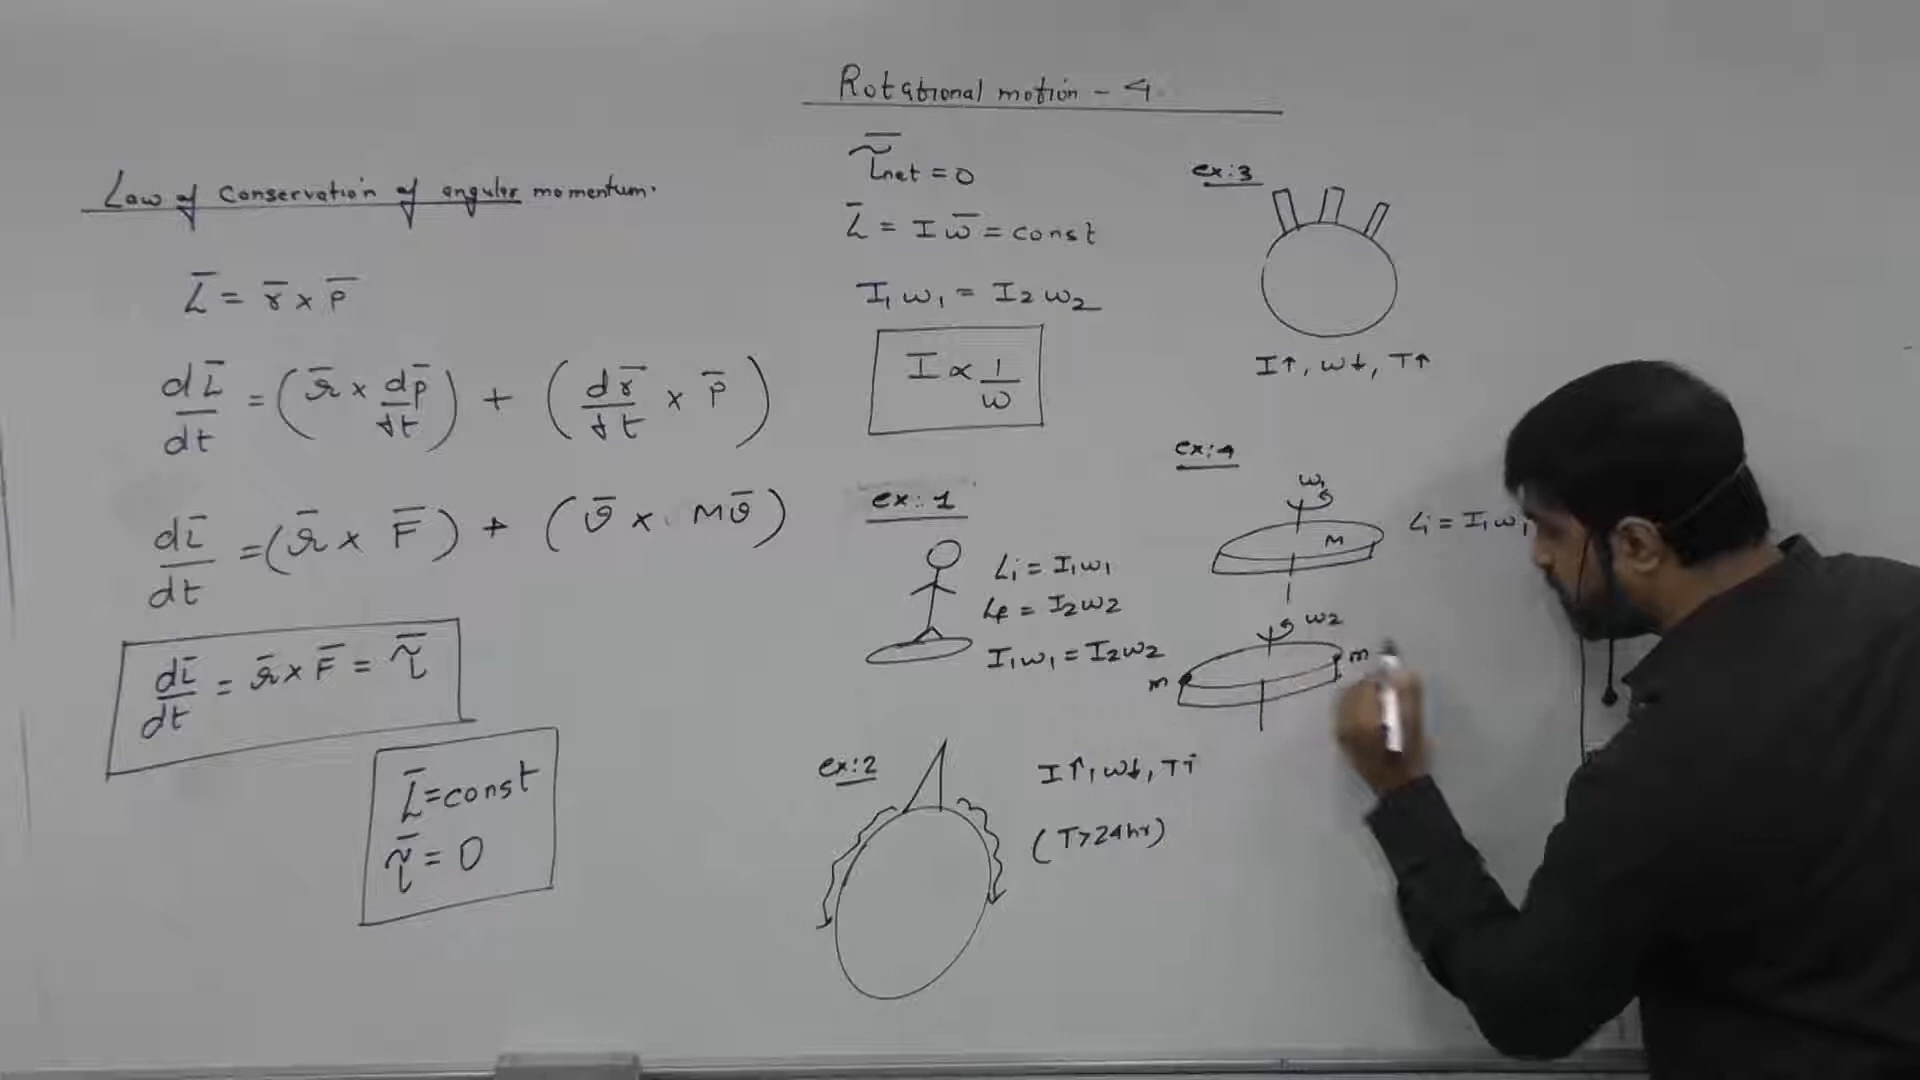 Rotational motion - 4
Law of Conservation of angular momentum.
L̄ = r̄ × p̄
dL̄/dt = (r̄ × dp̄/dt) + (dr̄/dt × p̄)
dL̄/dt = (r̄ × F̄) + (v̄ × Mv̄)
dL̄/dt = r̄ × F̄ = τ̄
L̄ = const
τ̄ = 0
τ̄net = 0
L̄ = Iω̄ = const
I₁ω₁ = I₂ω₂
I ∝ 1/ω
ex: 1
Li = I₁ω₁
Lf = I₂ω₂
I₁ω₁ = I₂ω₂
ex: 2
I↑, ω↓, T↑
(T>24hr)
ex: 3
I↑, ω↓, T↑
ex: 4
ω₁
M
Li = I₁ω₁
ω₂
m
m